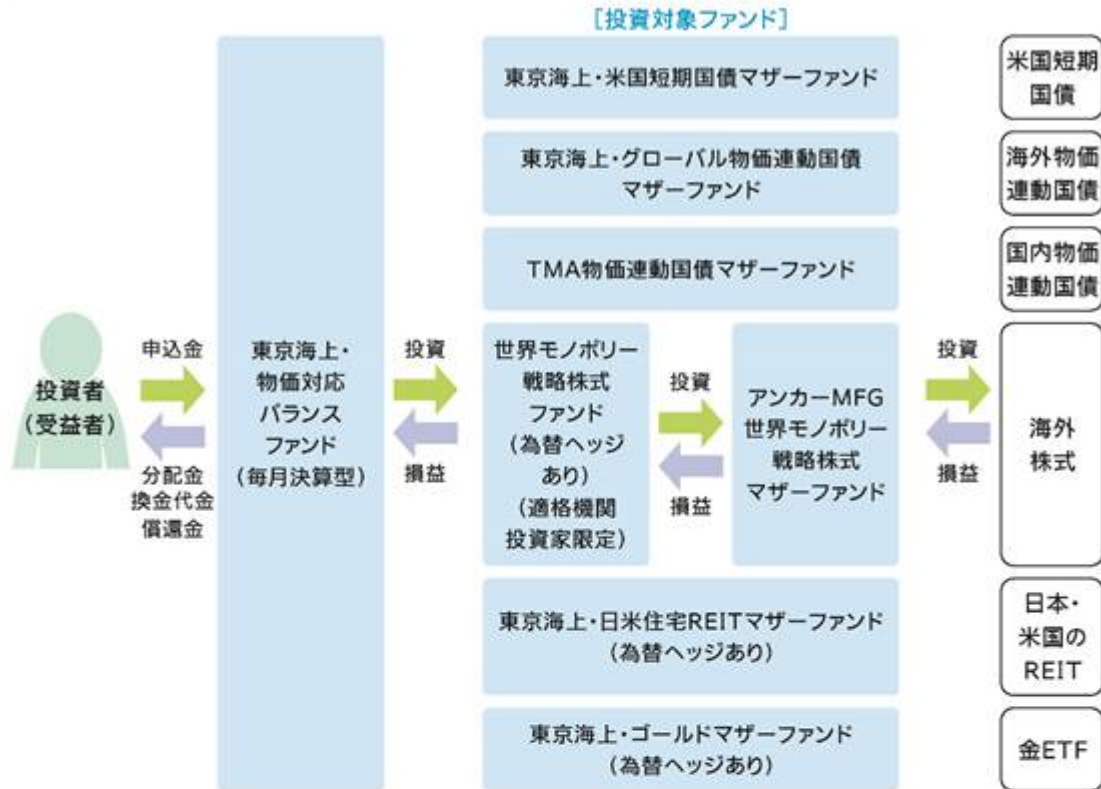 ［投資対象ファンド］
東京海上・米国短期国債マザーファンド
米国短期
国債
東京海上・グローバル物価連動国債
マザーファンド
海外物価
連動国債
TMA物価連動国債マザーファンド
国内物価
連動国債
投資者
（受益者）
申込金
分配金
換金代金
償還金
東京海上・
物価対応
バランス
ファンド
（毎月決算型）
投資
損益
世界モノポリー
戦略株式
ファンド
（為替ヘッジ
あり）
（適格機関
投資家限定）
投資
損益
アンカーMFG
世界モノポリー
戦略株式
マザーファンド
投資
損益
海外
株式
東京海上・日米住宅REITマザーファンド
（為替ヘッジあり）
日本・
米国の
REIT
東京海上・ゴールドマザーファンド
（為替ヘッジあり）
金ETF